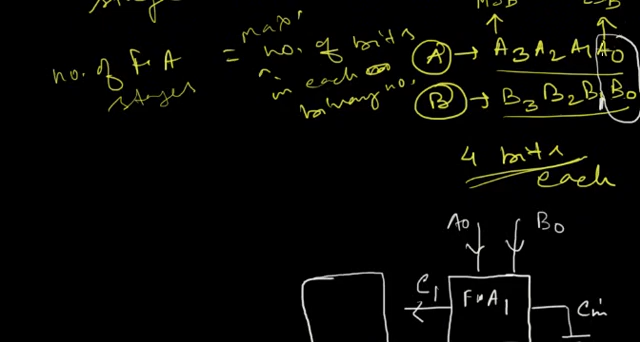 MSB LSB
no. of F.A stages = max. no. of bits in each binary no.
A → A3 A2 A1 A0
B → B3 B2 B1 B0
4 bits each
A0 B0
C1 F.A1 Cin